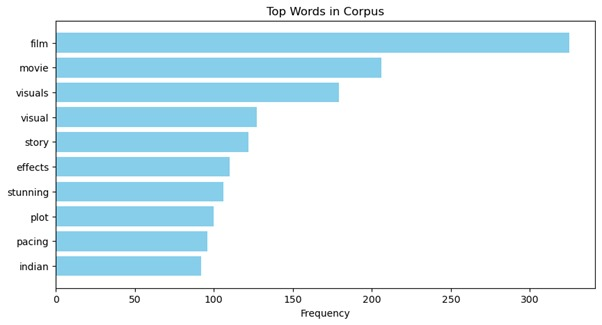 Top Words in Corpus
film
movie
visuals
visual
story
effects
stunning
plot
pacing
indian
0 50 100 150 200 250 300
Frequency